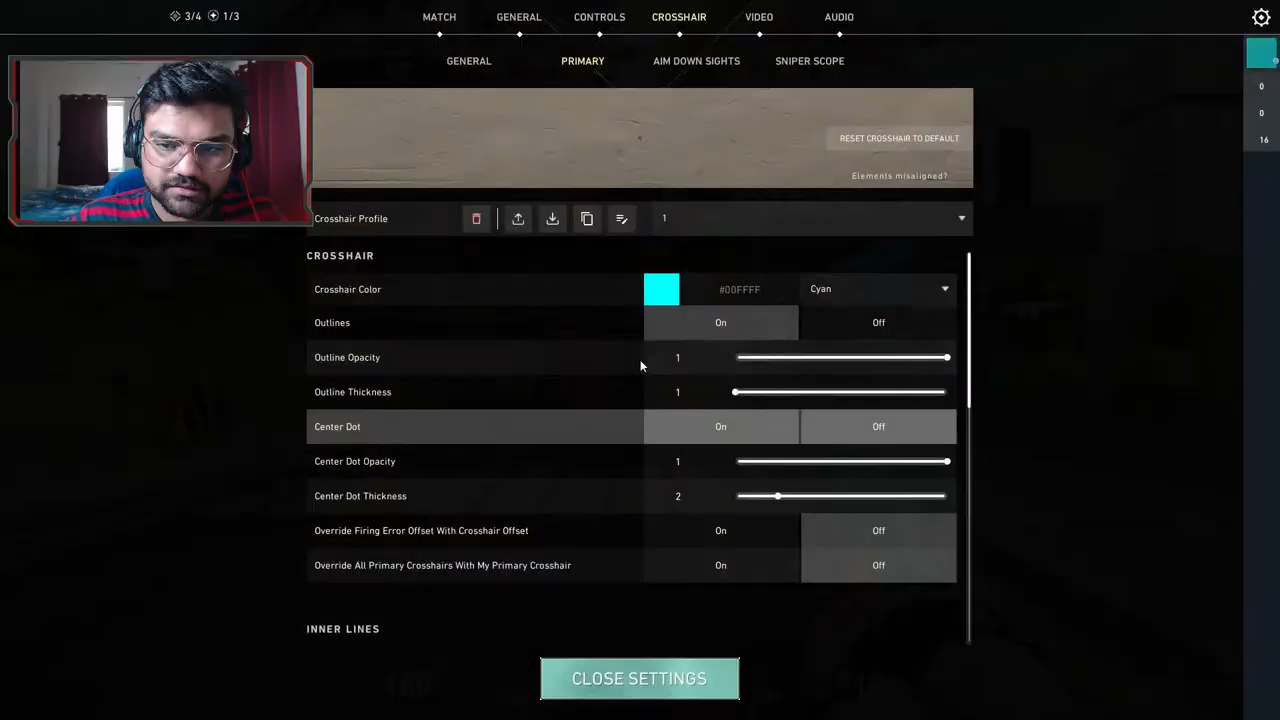 3/4 1/3
MATCH GENERAL CONTROLS CROSSHAIR VIDEO AUDIO
GENERAL PRIMARY AIM DOWN SIGHTS SNIPER SCOPE
0
0
16
RESET CROSSHAIR TO DEFAULT
Elements misaligned?
Crosshair Profile 1
CROSSHAIR
Crosshair Color #00FFFF Cyan
Outlines On Off
Outline Opacity 1
Outline Thickness 1
Center Dot On Off
Center Dot Opacity 1
Center Dot Thickness 2
Override Firing Error Offset With Crosshair Offset On Off
Override All Primary Crosshairs With My Primary Crosshair On Off
INNER LINES
CLOSE SETTINGS